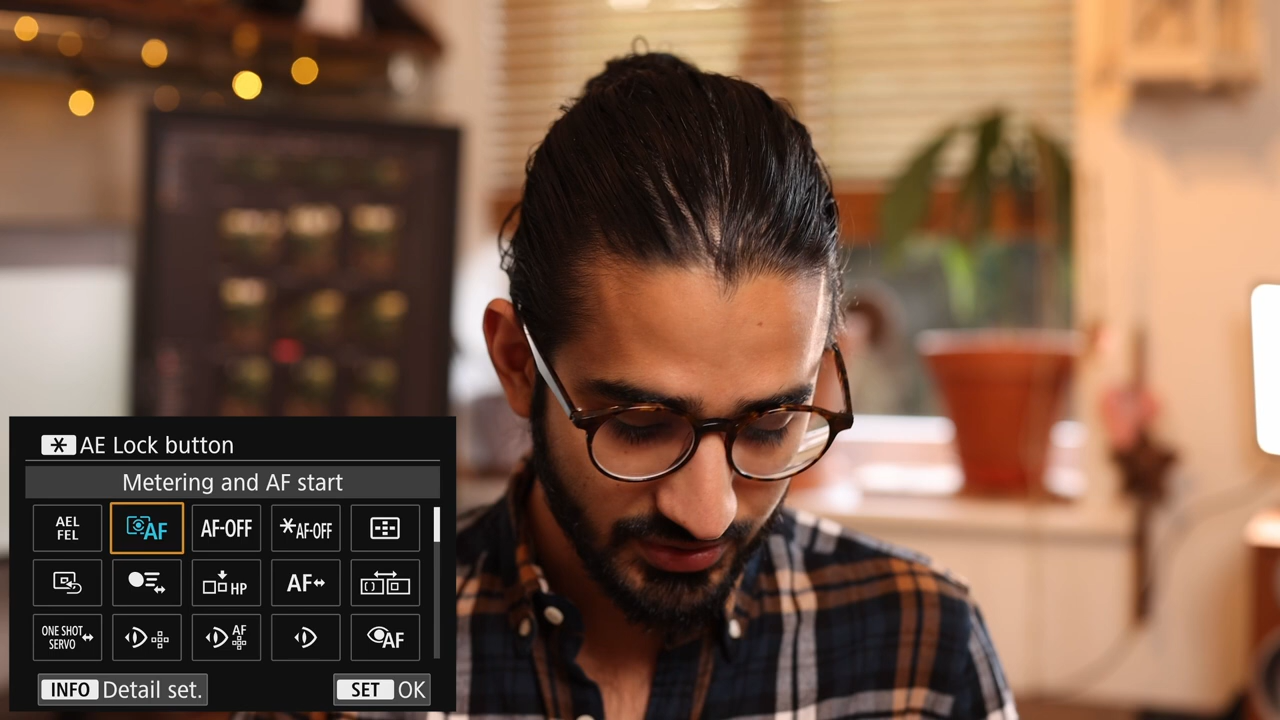 * AE Lock button
Metering and AF start
AEL
FEL
AF
AF-OFF
*AF-OFF
HP
AF
ONE SHOT
SERVO
AF
AF
INFO Detail set.
SET OK